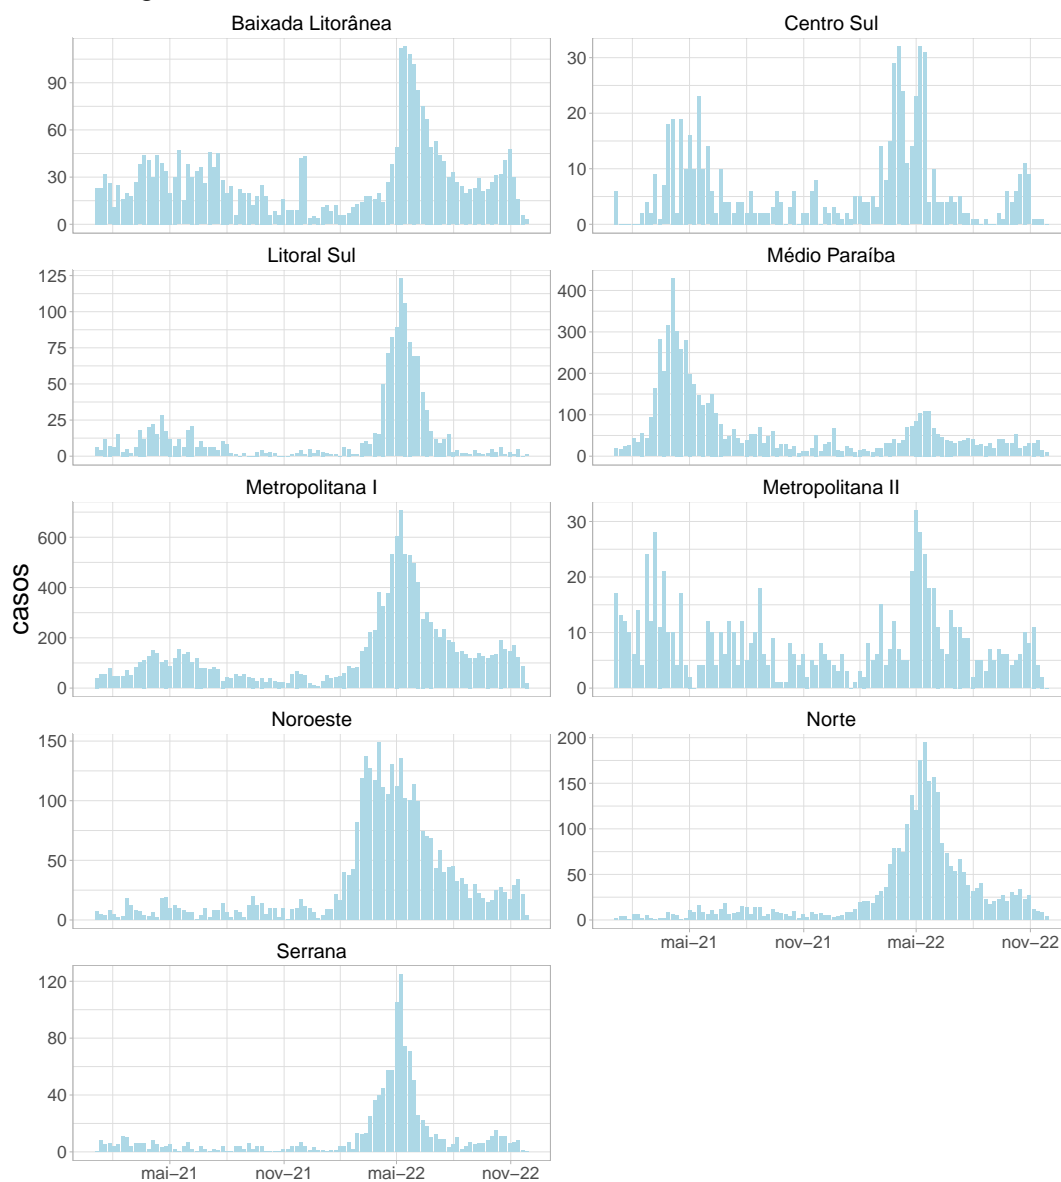 Baixada Litorânea
Centro Sul
90
60
30
0
30
20
10
0
Litoral Sul
Médio Paraíba
125
100
75
50
25
0
400
300
200
100
0
Metropolitana I
Metropolitana II
600
400
200
0
30
20
10
0
casos
Noroeste
Norte
150
100
50
0
200
150
100
50
0
mai–21
nov–21
mai–22
nov–22
Serrana
120
80
40
0
mai–21
nov–21
mai–22
nov–22